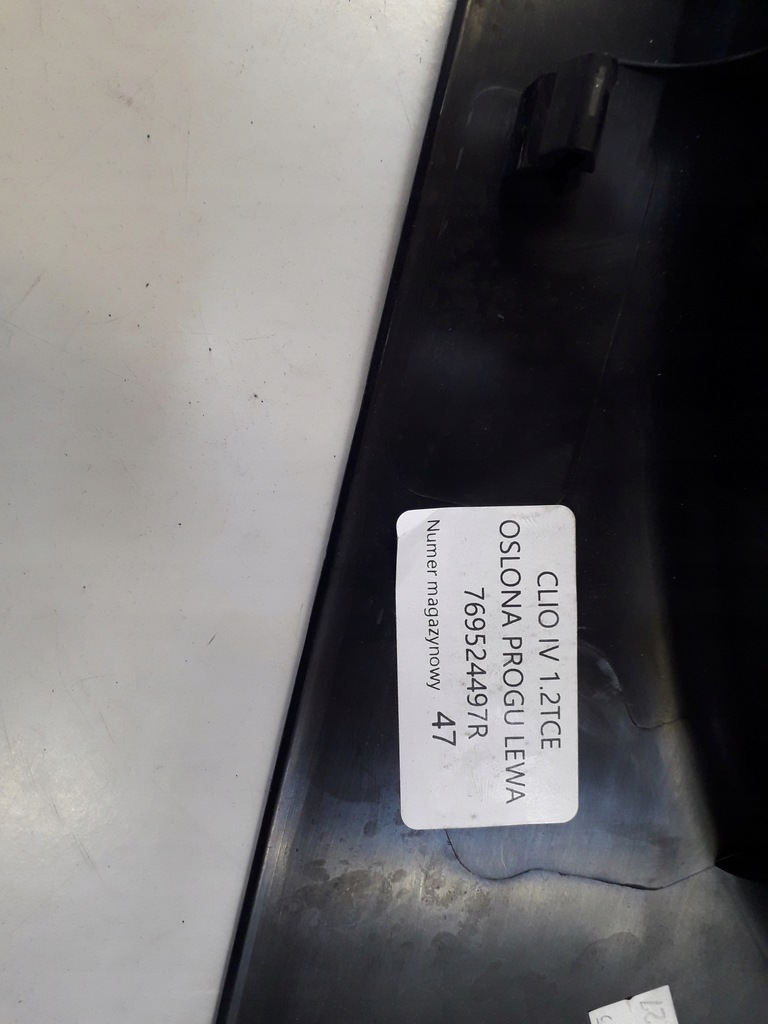 CLIO IV 1.2TCE
OSLONA PROGU LEWA
769524497R
Numer magazynowy 47